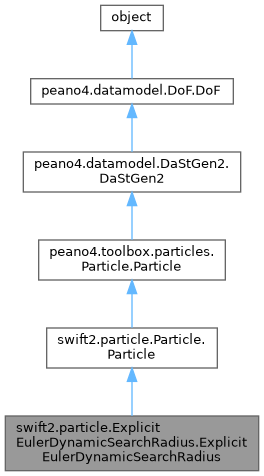 object
peano4.datamodel.DoF.DoF
peano4.datamodel.DaStGen2.
DaStGen2
peano4.toolbox.particles.
Particle.Particle
swift2.particle.Particle.
Particle
swift2.particle.Explicit
EulerDynamicSearchRadius.Explicit
EulerDynamicSearchRadius